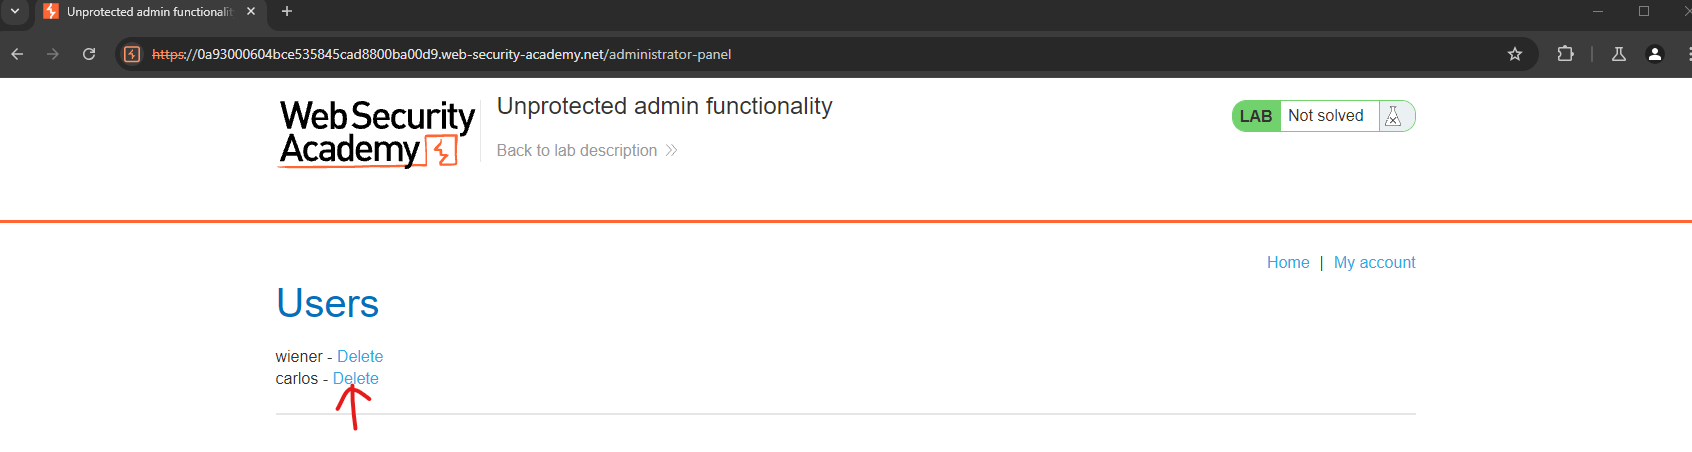 Unprotected admin functionalit
https://0a93000604bce535845cad8800ba00d9.web-security-academy.net/administrator-panel
Web Security
Academy
Unprotected admin functionality
Back to lab description
LAB Not solved
Home | My account
Users
wiener - Delete
carlos - Delete